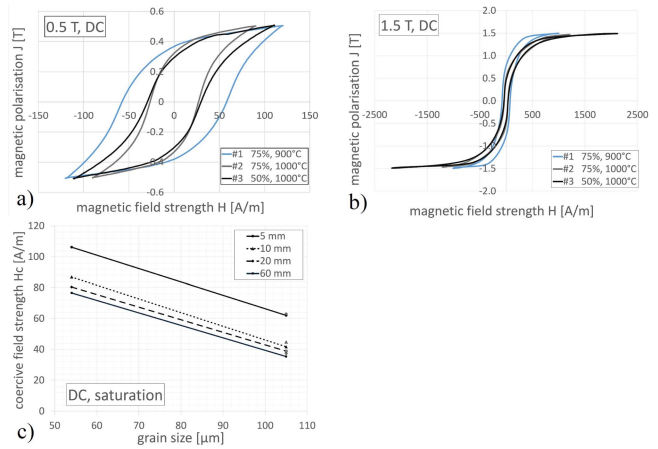 magnetic polarisation J [T]
0.5 T, DC
0.6
0.4
0.2
0
-0.2
-0.4
-0.6
-150
-100
-50
0
50
100
150
#1 75%, 900°C
#2 75%, 1000°C
#3 50%, 1000°C
a)
magnetic field strength H [A/m]
magnetic polarisation J [T]
1.5 T, DC
2.0
1.5
1.0
0.5
0.0
-0.5
-1.0
-1.5
-2.0
-2500
-1500
-500
500
1500
2500
#1 75%, 900°C
#2 75%, 1000°C
#3 50%, 1000°C
b)
magnetic field strength H [A/m]
coercive field strength Hc [A/m]
120
100
80
60
40
20
0
5 mm
10 mm
20 mm
60 mm
DC, saturation
50
60
70
80
90
100
110
c)
grain size [µm]